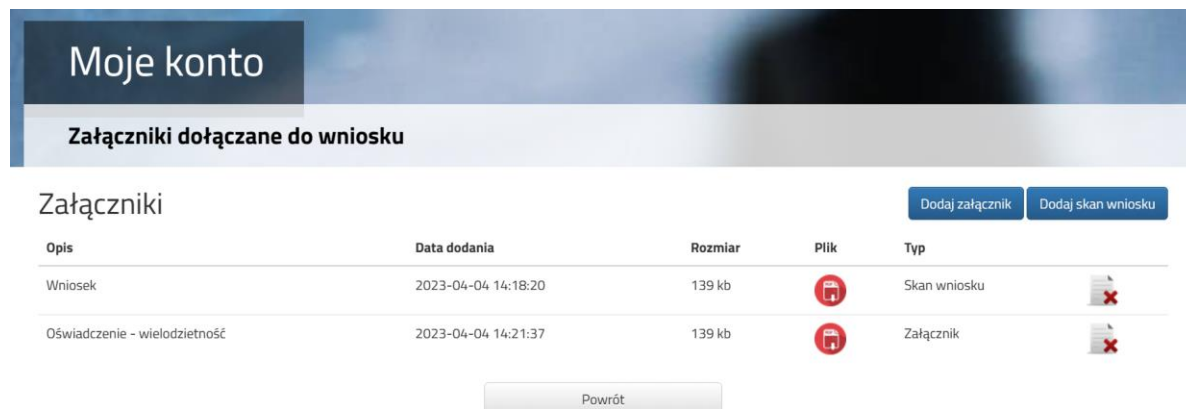 Moje konto
Załączniki dołączane do wniosku
Załączniki Dodaj załącznik Dodaj skan wniosku
Opis Data dodania Rozmiar Plik Typ
Wniosek 2023-04-04 14:18:20 139 kb Skan wniosku
Oświadczenie - wielodzietność 2023-04-04 14:21:37 139 kb Załącznik
Powrót